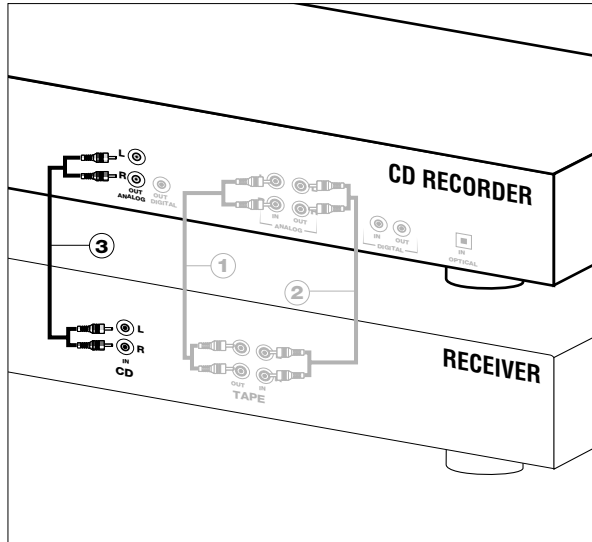 L
R
OUT
ANALOG
OUT
DIGITAL
CD RECORDER
IN OUT
ANALOG
IN OUT
DIGITAL
IN
OPTICAL
3
1
2
L
R
IN
CD
OUT IN
TAPE
RECEIVER